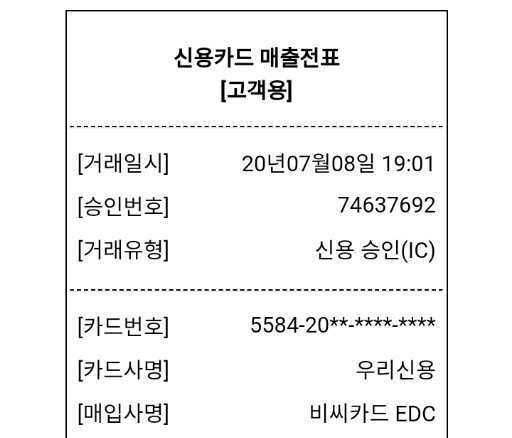 신용카드 매출전표
[고객용]
[거래일시] 20년07월08일 19:01
[승인번호] 74637692
[거래유형] 신용 승인(IC)
[카드번호] 5584-20**-****-****
[카드사명] 우리신용
[매입사명] 비씨카드 EDC